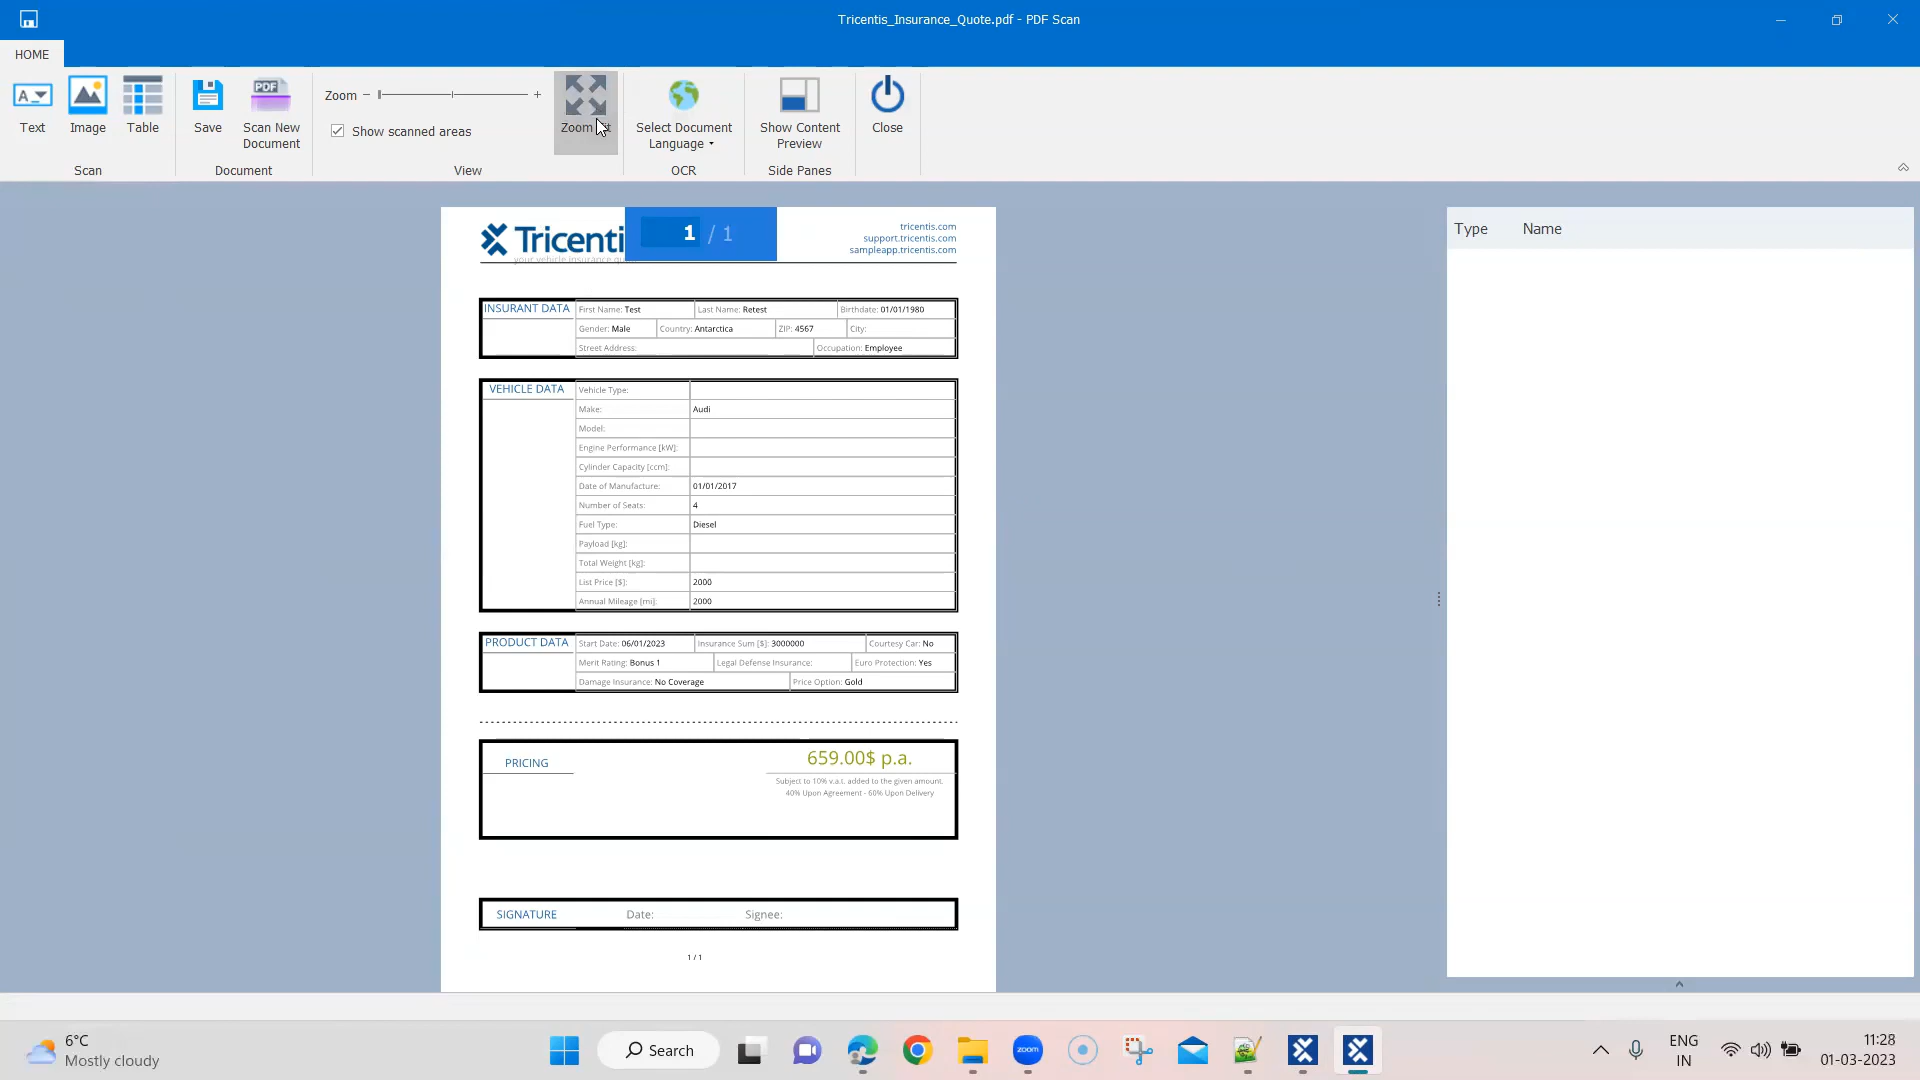 Tricentis_Insurance_Quote.pdf - PDF Scan
HOME
Text
Image
Table
Scan
Save
Scan New Document
Document
Zoom
Show scanned areas
Zoom
View
Select Document Language
OCR
Show Content Preview
Side Panes
Close
1 / 1
Tricenti
your vehicle insurance qu
tricentis.com
support.tricentis.com
sampleapp.tricentis.com
INSURANT DATA
First Name: Test Last Name: Retest Birthdate: 01/01/1980
Gender: Male Country: Antarctica ZIP: 4567 City:
Street Address: Occupation: Employee
VEHICLE DATA
Vehicle Type:
Make: Audi
Model:
Engine Performance [kW]:
Cylinder Capacity [ccm]:
Date of Manufacture: 01/01/2017
Number of Seats: 4
Fuel Type: Diesel
Payload [kg]:
Total Weight [kg]:
List Price [$]: 2000
Annual Mileage [mi]: 2000
PRODUCT DATA
Start Date: 06/01/2023 Insurance Sum [$]: 3000000 Courtesy Car: No
Merit Rating: Bonus 1 Legal Defense Insurance: Euro Protection: Yes
Damage Insurance: No Coverage Price Option: Gold
PRICING
659.00$ p.a.
Subject to 10% v.a.t. added to the given amount.
40% Upon Agreement - 60% Upon Delivery
SIGNATURE Date: Signee:
1 / 1
Type Name
6°C
Mostly cloudy
Search
zoom
ENG
IN
11:28
01-03-2023